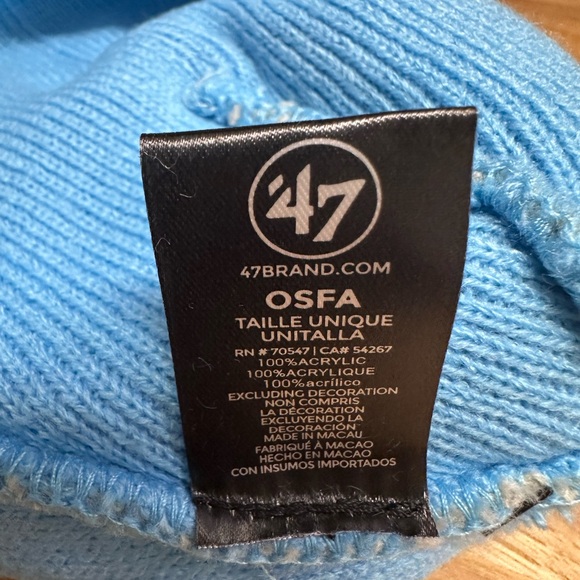 '47
47BRAND.COM
OSFA
TAILLE UNIQUE
UNITALLA
RN # 70547 | CA# 54267
100%ACRYLIC
100%ACRYLIQUE
100%acrílico
EXCLUDING DECORATION
NON COMPRIS
LA DÉCORATION
EXCLUYENDO LA
DECORACIÓN
MADE IN MACAU
FABRIQUÉ À MACAO
HECHO EN MACAO
CON INSUMOS IMPORTADOS